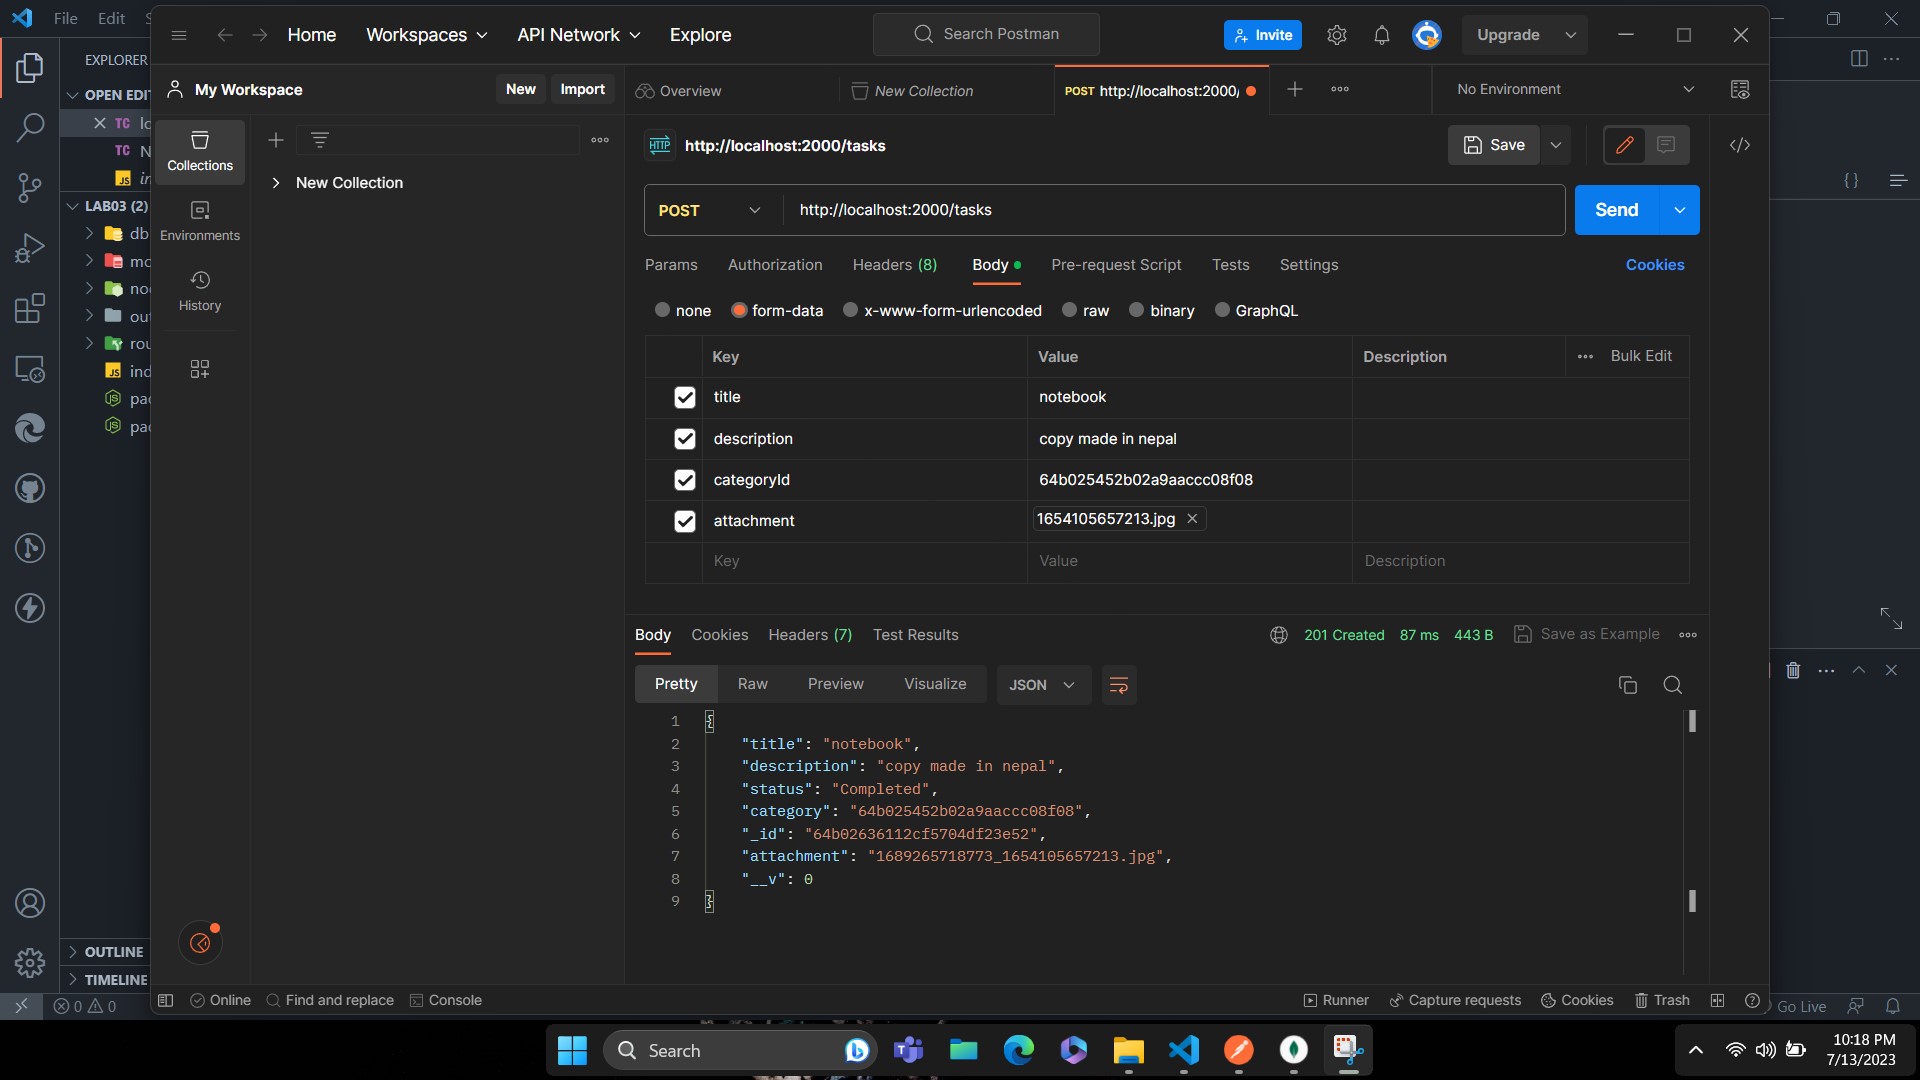 File Edit S
Home Workspaces API Network Explore
Search Postman
Invite
Upgrade
EXPLORER
OPEN EDIT
TC lo
TC N
JS in
LAB03 (2)
db
mo
no
out
rou
JS ind
pac
pac
OUTLINE
TIMELINE
0 0
My Workspace New Import
Overview New Collection POST http://localhost:2000/ No Environment
Collections
New Collection
Environments
History
HTTP http://localhost:2000/tasks
Save
POST http://localhost:2000/tasks
Send
Params Authorization Headers (8) Body Pre-request Script Tests Settings
Cookies
none form-data x-www-form-urlencoded raw binary GraphQL
Key Value Description Bulk Edit
title notebook
description copy made in nepal
categoryId 64b025452b02a9aaccc08f08
attachment 1654105657213.jpg
Key Value Description
Body Cookies Headers (7) Test Results
201 Created 87 ms 443 B Save as Example
Pretty Raw Preview Visualize JSON
1 {
2 "title": "notebook",
3 "description": "copy made in nepal",
4 "status": "Completed",
5 "category": "64b025452b02a9aaccc08f08",
6 "_id": "64b02636112cf5704df23e52",
7 "attachment": "1689265718773_1654105657213.jpg",
8 "__v": 0
9 }
Online Find and replace Console
Runner Capture requests Cookies Trash
Go Live
Search
10:18 PM
7/13/2023